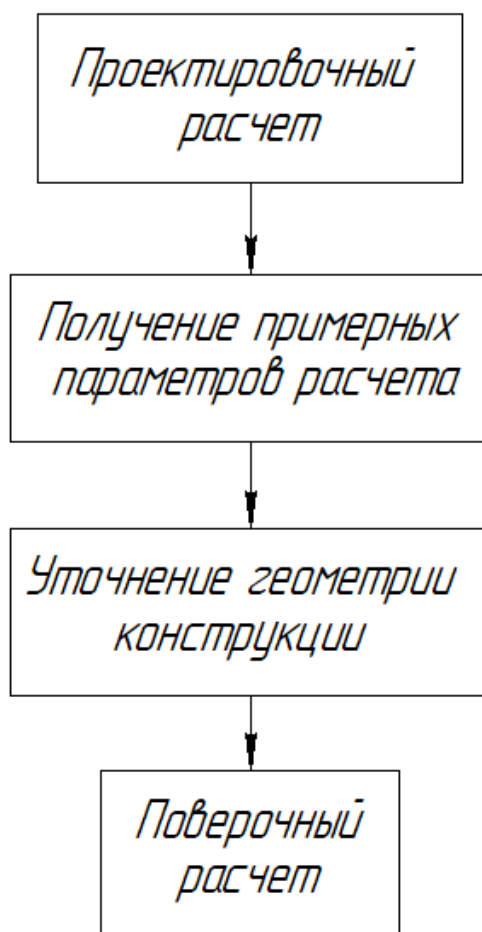 Проектировочный
расчет
Получение примерных
параметров расчета
Уточнение геометрии
конструкции
Поверочный
расчет